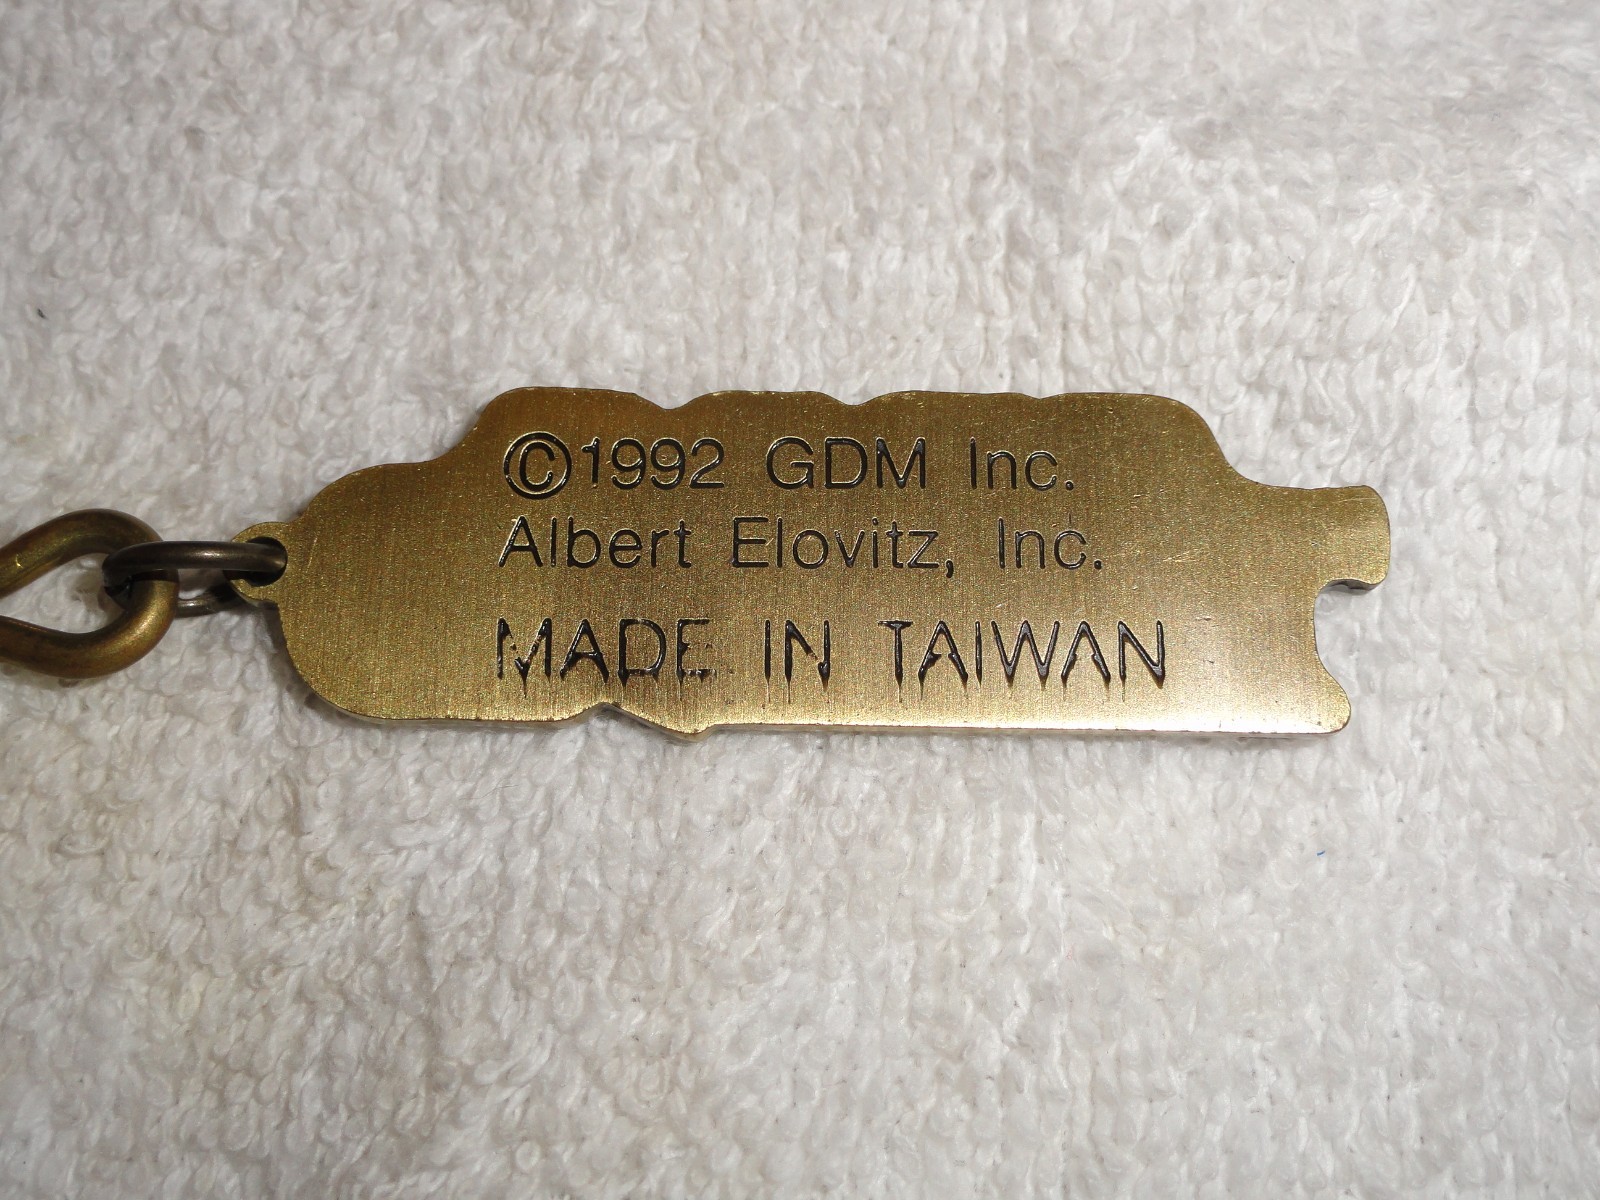 ©1992 GDM Inc.
Albert Elovitz, Inc.
MADE IN TAIWAN